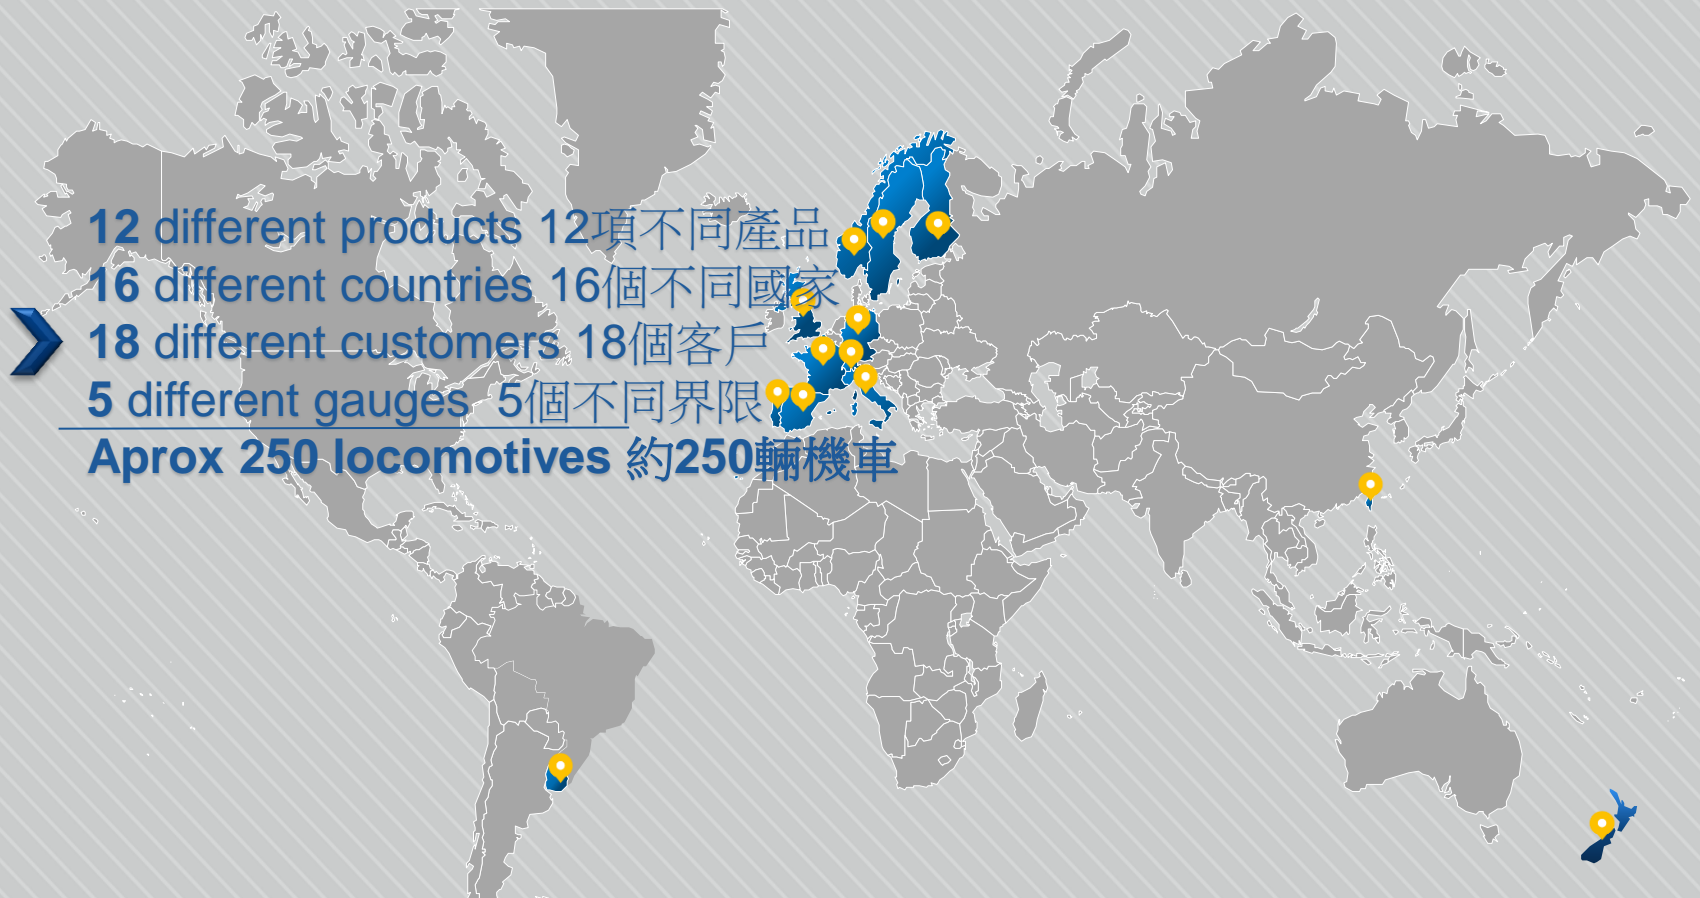 12 different products 12項不同產品
16 different countries 16個不同國家
18 different customers 18個客戶
5 different gauges 5個不同界限
Aprox 250 locomotives 約250輛機車